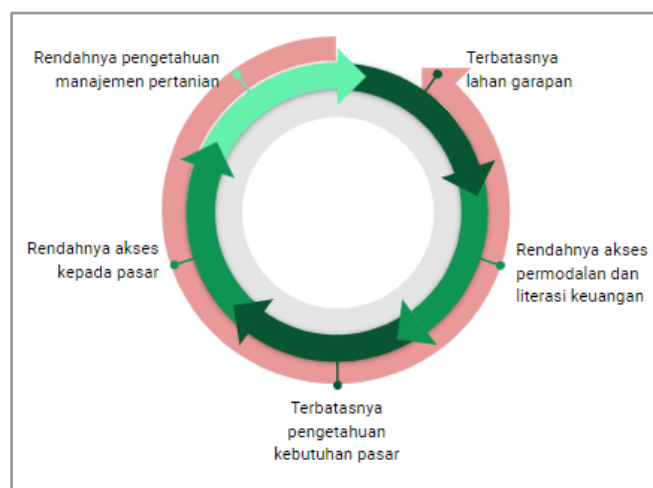 Rendahnya pengetahuan
manajemen pertanian
Terbatasnya
lahan garapan
Rendahnya akses
permodalan dan
literasi keuangan
Terbatasnya
pengetahuan
kebutuhan pasar
Rendahnya akses
kepada pasar